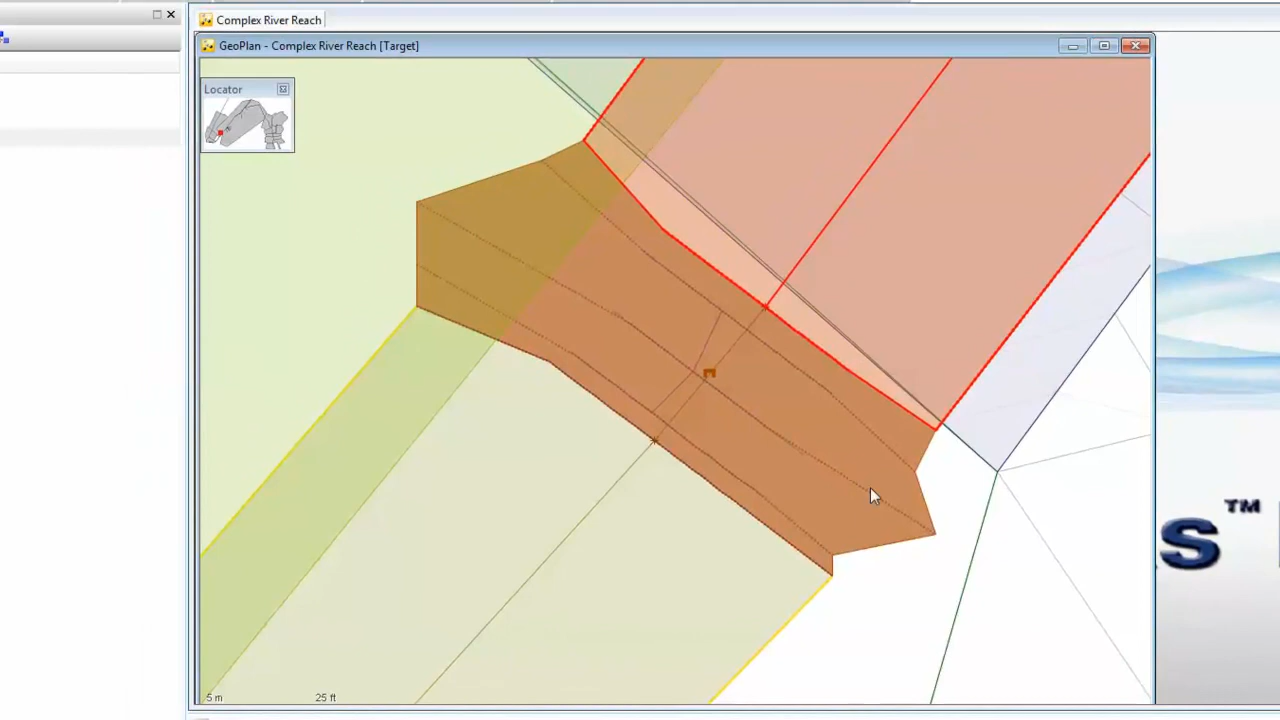 Complex River Reach
GeoPlan - Complex River Reach [Target]
Locator
5 m
25 ft
s™